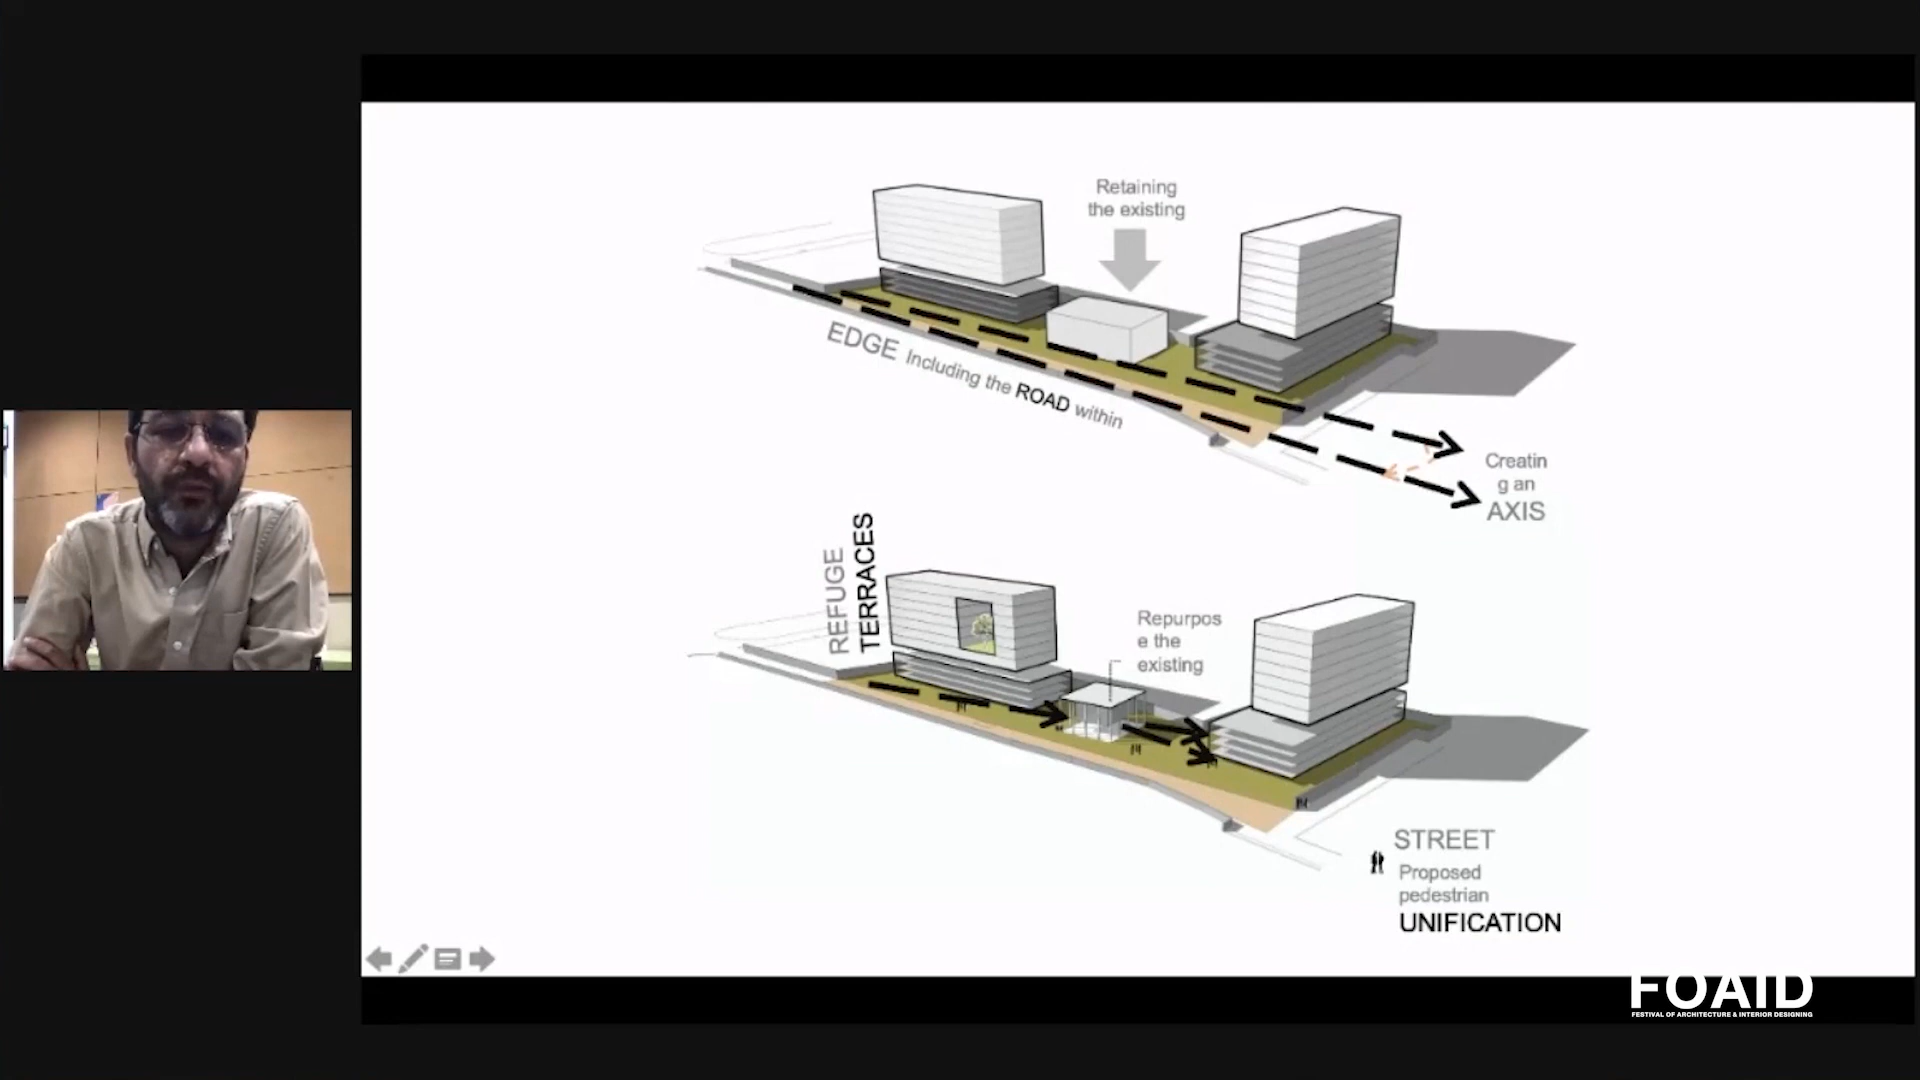 Retaining
the existing
EDGE Including the ROAD within
Creatin
g an
AXIS
REFUGE
TERRACES
Repurpos
e the
existing
STREET
Proposed
pedestrian
UNIFICATION
FOAID
FESTIVAL OF ARCHITECTURE & INTERIOR DESIGNING